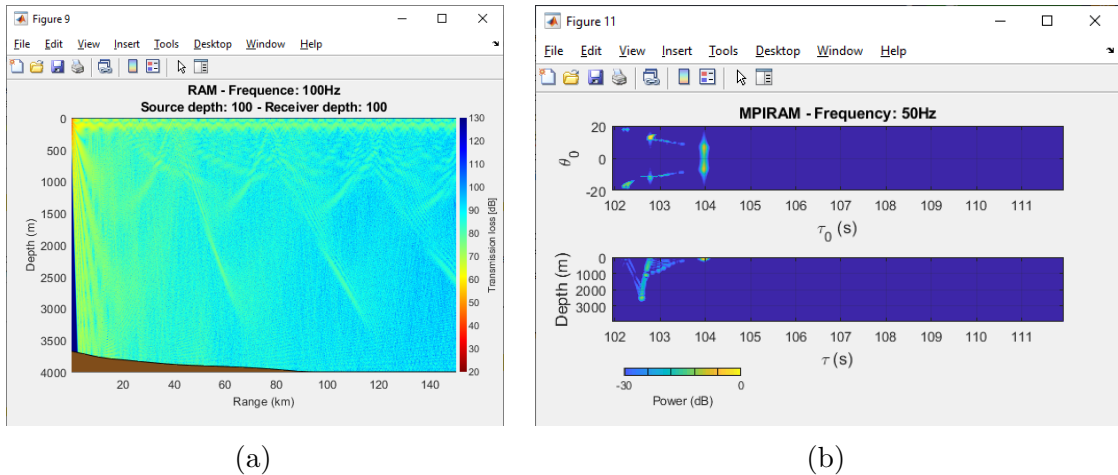 Figure 9
File Edit View Insert Tools Desktop Window Help
RAM - Frequence: 100Hz
Source depth: 100 - Receiver depth: 100
0
500
1000
1500
2000
2500
3000
3500
4000
Depth (m)
20 40 60 80 100 120 140
Range (km)
130
120
110
100
90
80
70
60
50
40
30
20
Transmission loss [dB]
(a)
Figure 11
File Edit View Insert Tools Desktop Window Help
MPIRAM - Frequency: 50Hz
20
0
-20
θ0
102 103 104 105 106 107 108 109 110 111
τ0 (s)
0
1000
2000
3000
Depth (m)
102 103 104 105 106 107 108 109 110 111
τ (s)
-30 0
Power (dB)
(b)